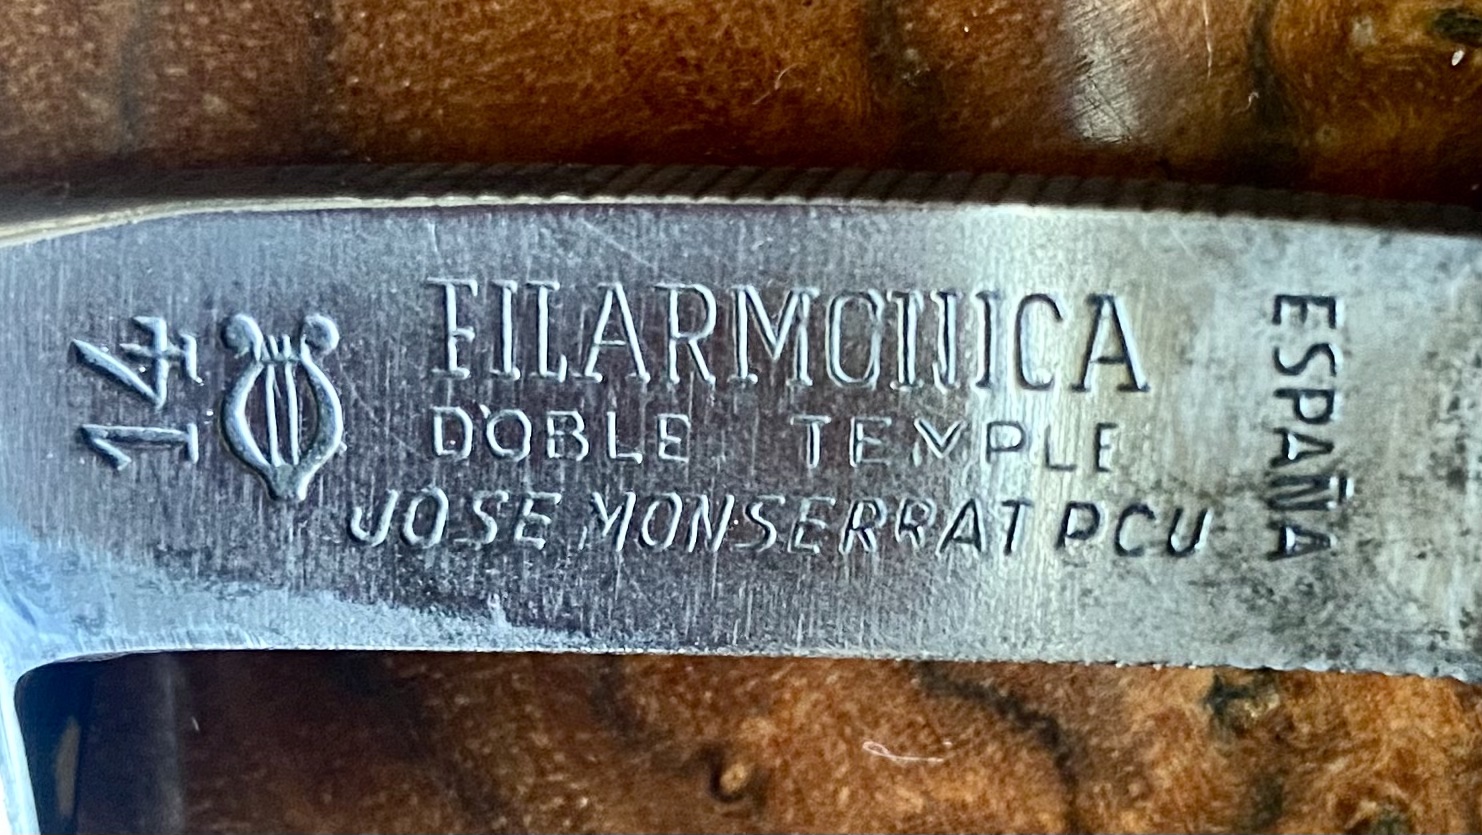 14
FILARMONICA
DOBLE TEMPLE
JOSE MONSERRAT PCU
ESPAÑA